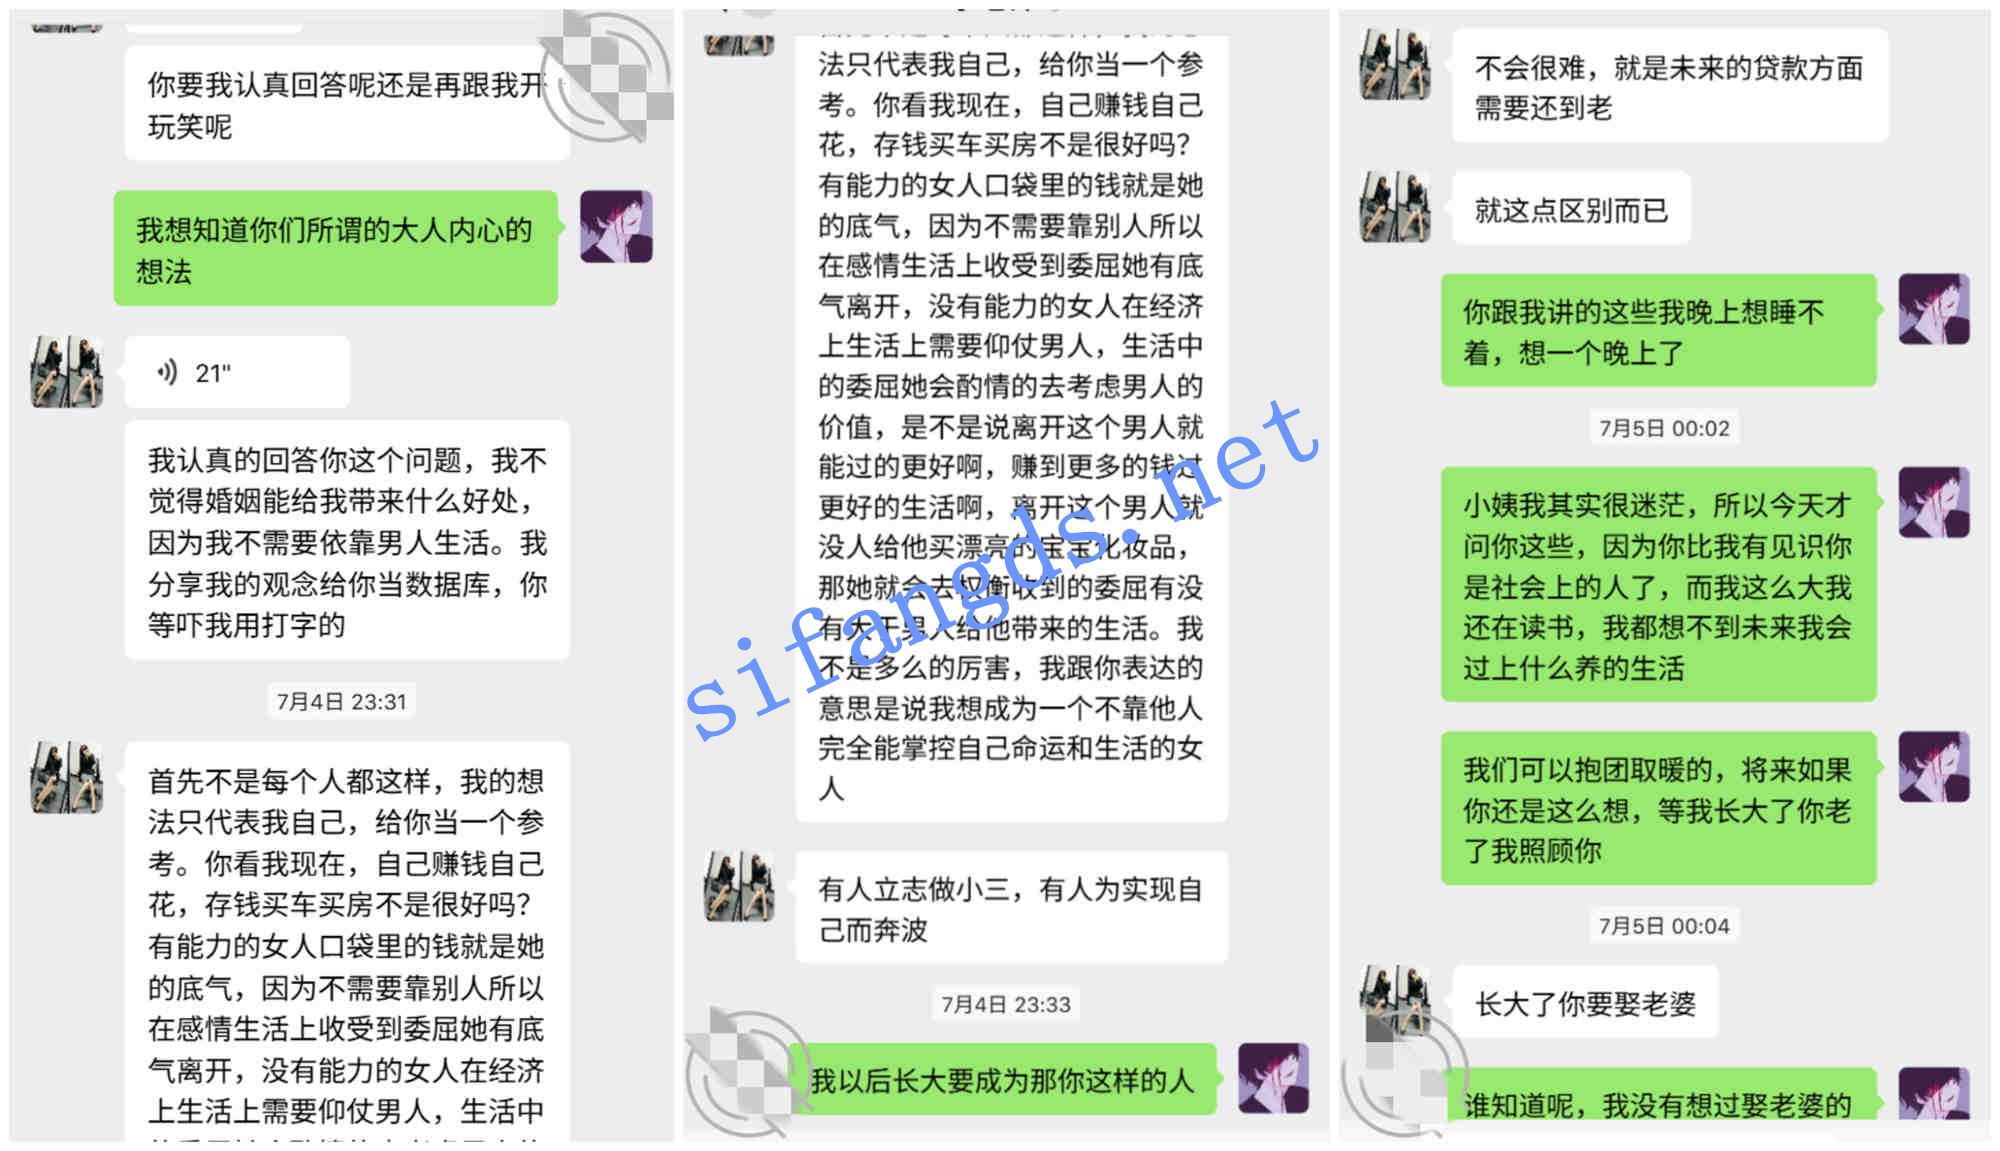 你要我认真回答呢还是再跟我开
玩笑呢
我想知道你们所谓的大人内心的
想法
21"
我认真的回答你这个问题，我不
觉得婚姻能给我带来什么好处，
因为我不需要依靠男人生活。我
分享我的观念给你当数据库，你
等吓我用打字的
7月4日 23:31
首先不是每个人都这样，我的想
法只代表我自己，给你当一个参
考。你看我现在，自己赚钱自己
花，存钱买车买房不是很好吗？
有能力的女人口袋里的钱就是她
的底气，因为不需要靠别人所以
在感情生活上收受到委屈她有底
气离开，没有能力的女人在经济
上生活上需要仰仗男人，生活中
法只代表我自己，给你当一个参
考。你看我现在，自己赚钱自己
花，存钱买车买房不是很好吗？
有能力的女人口袋里的钱就是她
的底气，因为不需要靠别人所以
在感情生活上收受到委屈她有底
气离开，没有能力的女人在经济
上生活上需要仰仗男人，生活中
的委屈她会酌情的去考虑男人的
价值，是不是说离开这个男人就
能过的更好啊，赚到更多的钱过
更好的生活啊，离开这个男人就
没人给他买漂亮的宝宝化妆品，
那她就会去权衡收到的委屈有没
有大于男人给他带来的生活。我
不是多么的厉害，我跟你表达的
意思是说我想成为一个不靠他人
完全能掌控自己命运和生活的女
人
有人立志做小三，有人为实现自
己而奔波
7月4日 23:33
我以后长大要成为那你这样的人
不会很难，就是未来的贷款方面
需要还到老
就这点区别而已
你跟我讲的这些我晚上想睡不
着，想一个晚上了
7月5日 00:02
小姨我其实很迷茫，所以今天才
问你这些，因为你比我有见识你
是社会上的人了，而我这么大我
还在读书，我都想不到未来我会
过上什么养的生活
我们可以抱团取暖的，将来如果
你还是这么想，等我长大了你老
了我照顾你
7月5日 00:04
长大了你要娶老婆
谁知道呢，我没有想过娶老婆的
sifangds.net